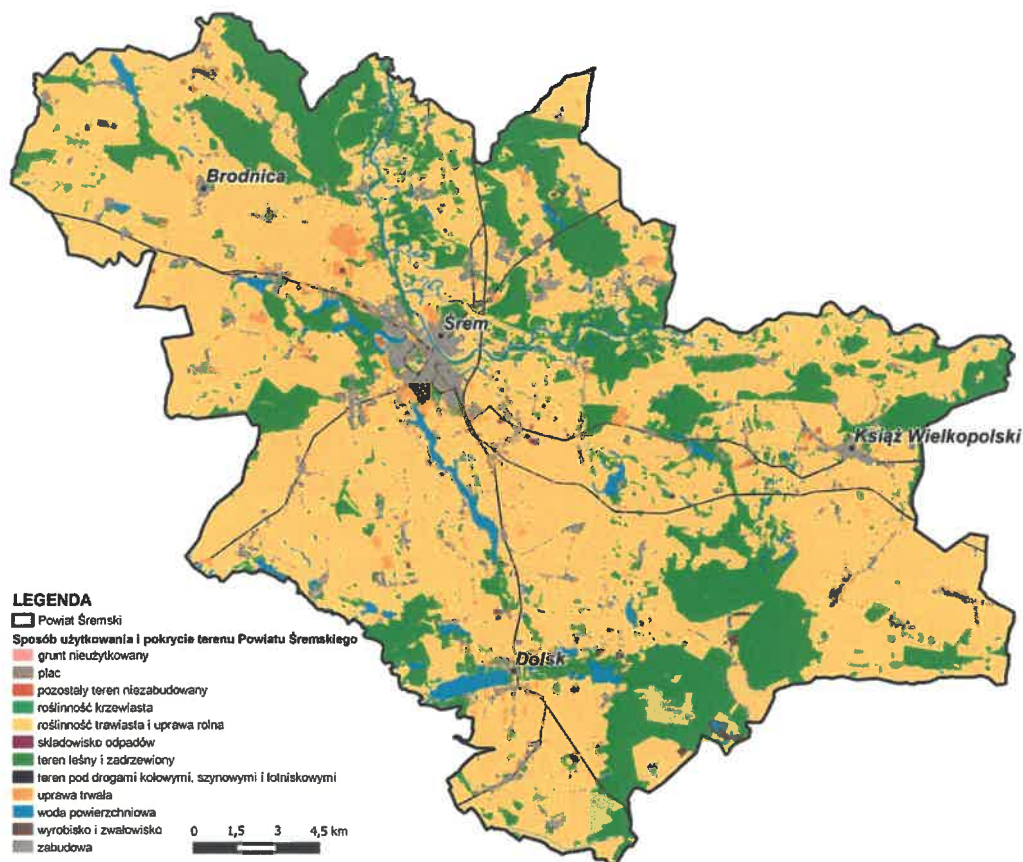 Brodnica
Śrem
Książ Wielkopolski
Dolsk
LEGENDA
Powiat Śremski
Sposób użytkowania i pokrycie terenu Powiatu Śremskiego
grunt nieużytkowany
plac
pozostały teren niezabudowany
roślinność krzewiasta
roślinność trawiasta i uprawa rolna
składowisko odpadów
teren leśny i zadrzewiony
teren pod drogami kołowymi, szynowymi i lotniskowymi
uprawa trwała
woda powierzchniowa
wyrobisko i zwałowisko
zabudowa
0 1,5 3 4,5 km